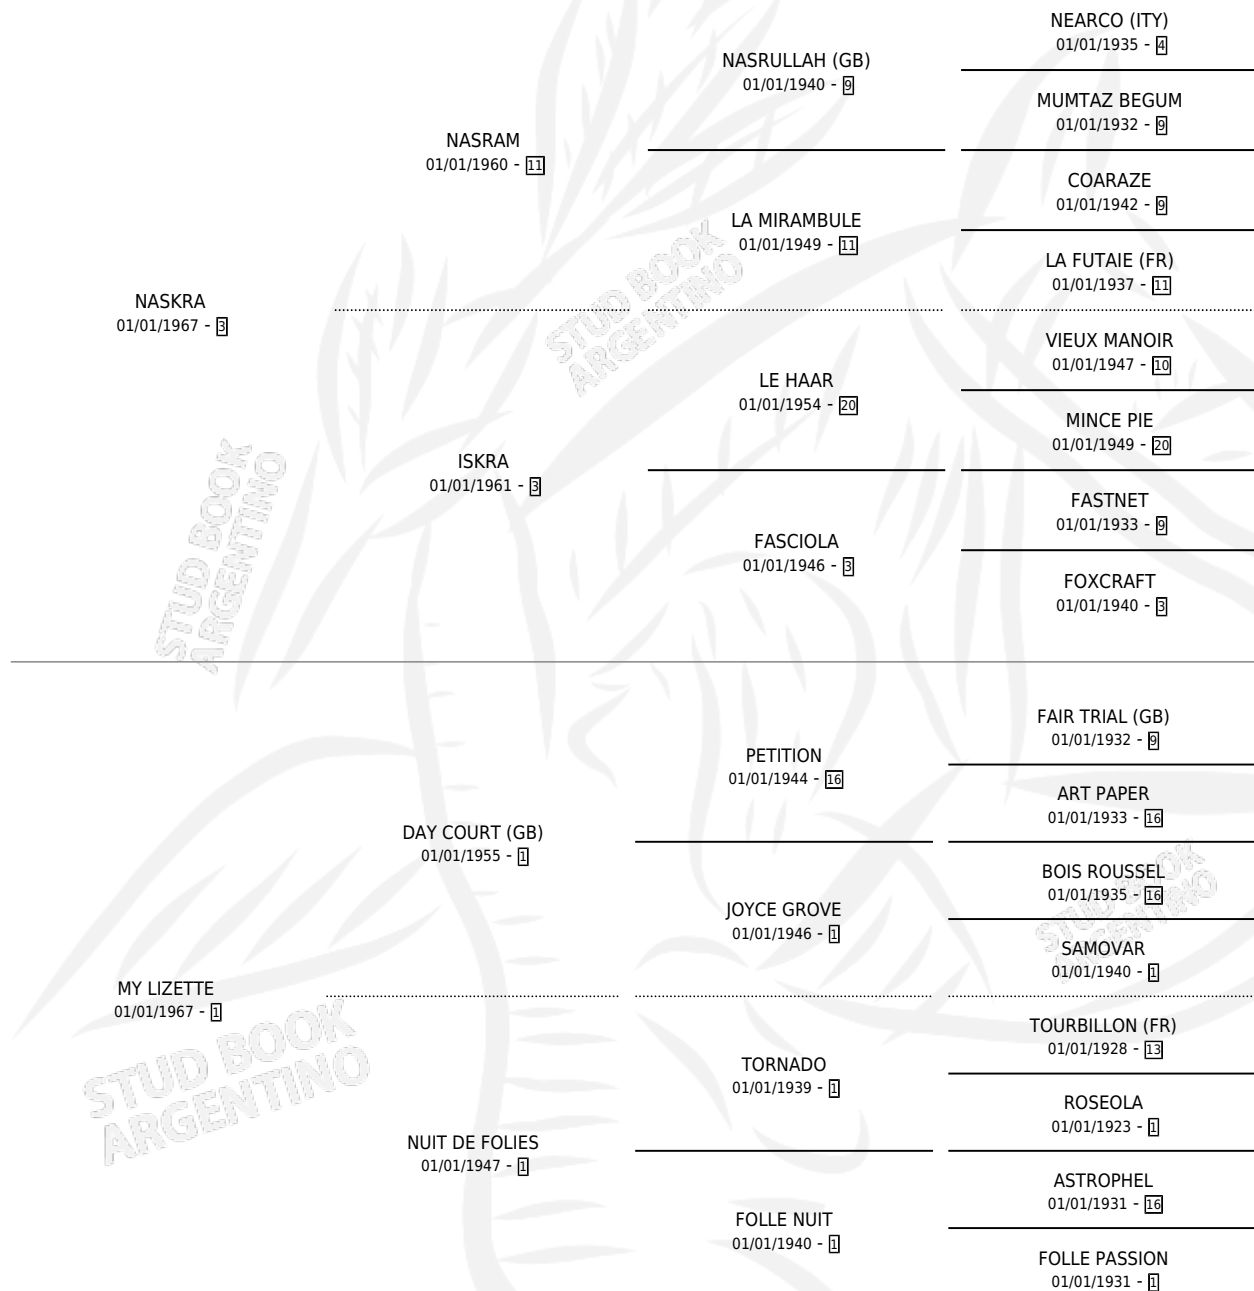 NEARCO (ITY)
01/01/1935 - 4
NASRULLAH (GB)
01/01/1940 - 9
MUMTAZ BEGUM
01/01/1932 - 9
NASRAM
01/01/1960 - 11
COARAZE
01/01/1942 - 9
LA MIRAMBULE
01/01/1949 - 11
LA FUTAIE (FR)
01/01/1937 - 11
NASKRA
01/01/1967 - 3
VIEUX MANOIR
01/01/1947 - 10
LE HAAR
01/01/1954 - 20
MINCE PIE
01/01/1949 - 20
ISKRA
01/01/1961 - 3
FASTNET
01/01/1933 - 9
FASCIOLA
01/01/1946 - 3
FOXCRAFT
01/01/1940 - 3
FAIR TRIAL (GB)
01/01/1932 - 9
PETITION
01/01/1944 - 16
ART PAPER
01/01/1933 - 16
DAY COURT (GB)
01/01/1955 - 1
BOIS ROUSSEL
01/01/1935 - 16
JOYCE GROVE
01/01/1946 - 1
SAMOVAR
01/01/1940 - 1
MY LIZETTE
01/01/1967 - 1
TOURBILLON (FR)
01/01/1928 - 13
TORNADO
01/01/1939 - 1
ROSEOLA
01/01/1923 - 1
NUIT DE FOLIES
01/01/1947 - 1
ASTROPHEL
01/01/1931 - 16
FOLLE NUIT
01/01/1940 - 1
FOLLE PASSION
01/01/1931 - 1
STUD BOOK
ARGENTINO
STUD BOOK
ARGENTINO
STUD BOOK
ARGENTINO
STUD BOOK
ARGENTINO